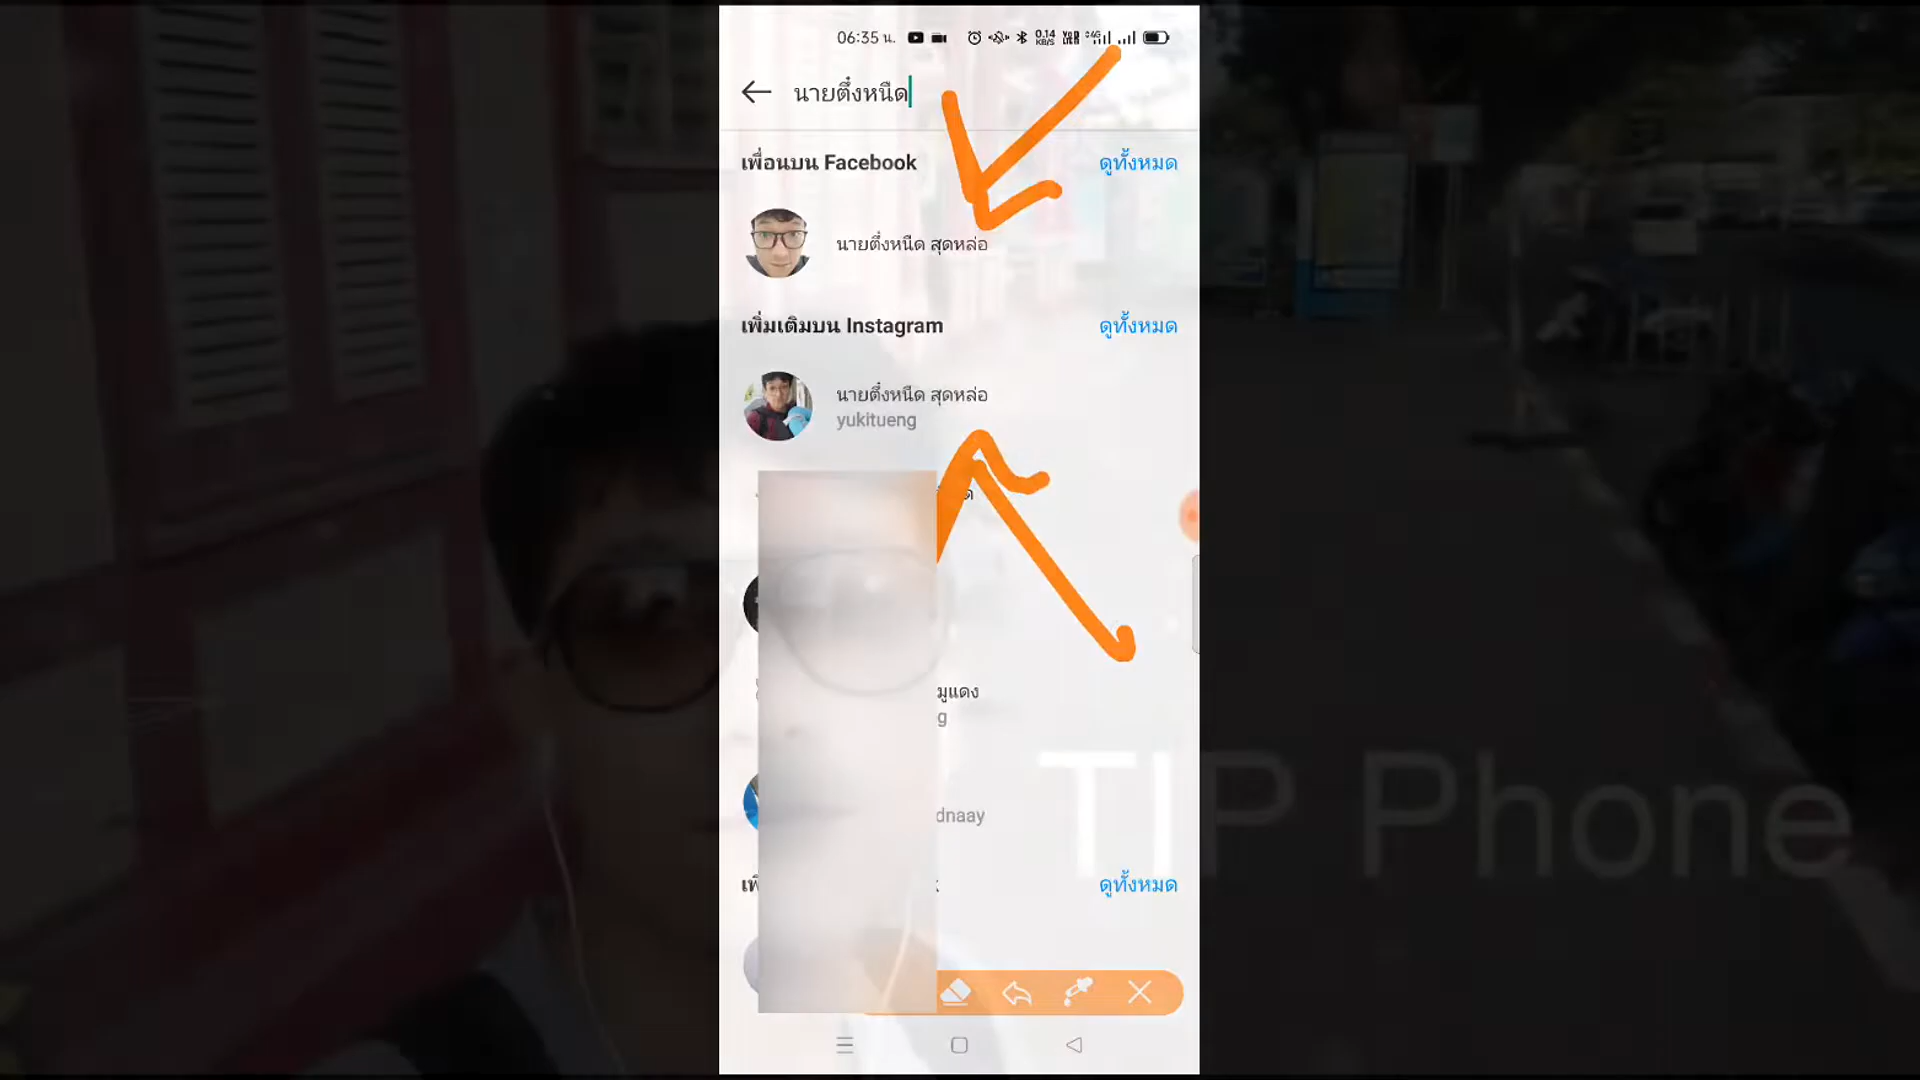 06:35 น.
0.14
KB/S
นายตึ๋งหนืด
เพื่อนบน Facebook
ดูทั้งหมด
นายตึ๋งหนืด สุดหล่อ
เพิ่มเติมบน Instagram
ดูทั้งหมด
นายตึ๋งหนืด สุดหล่อ
yukitueng
มูแดง
g
dnaay
ดูทั้งหมด
TIP Phone